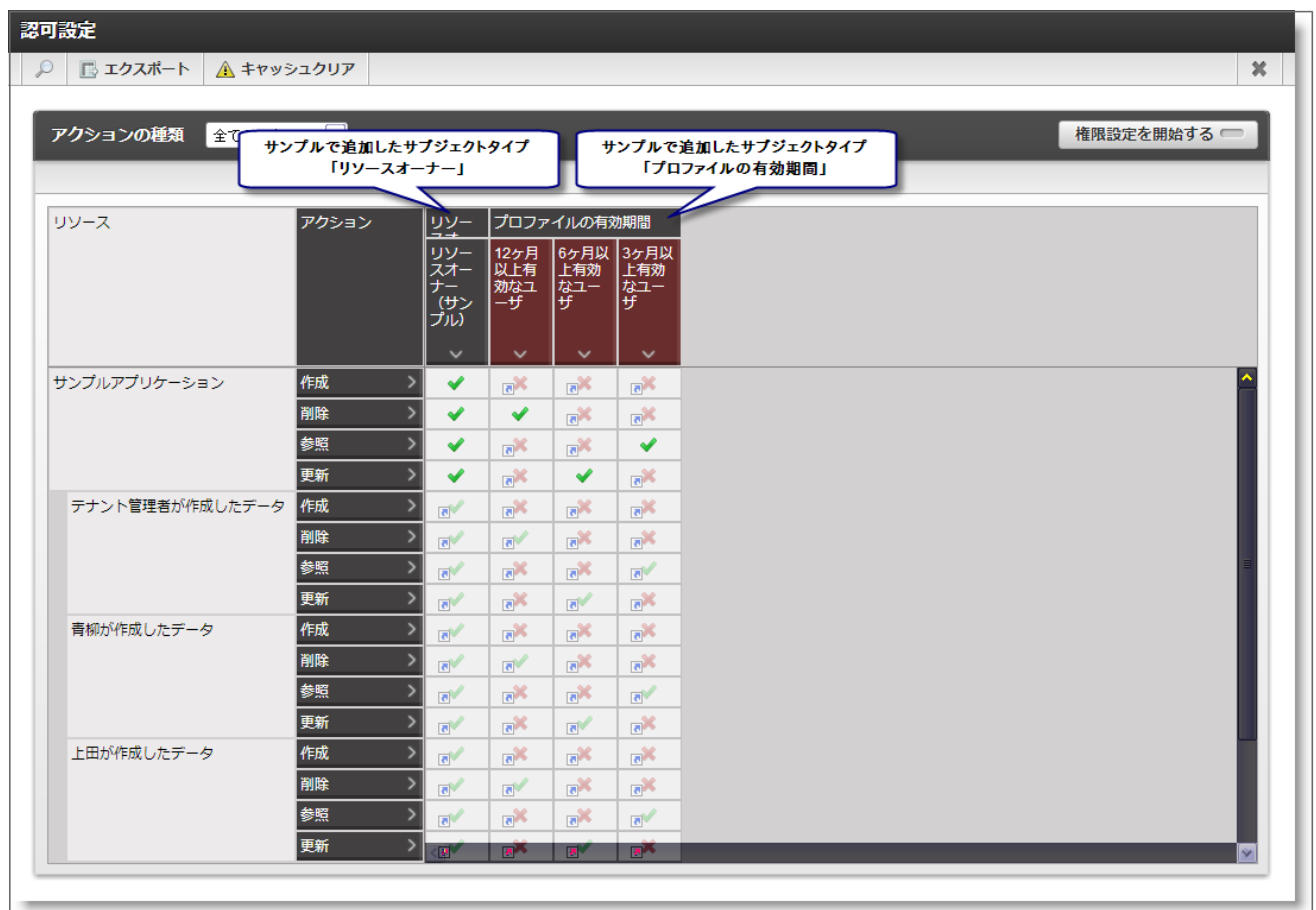 認可設定
エクスポート
キャッシュクリア
アクションの種類
全て
権限設定を開始する
サンプルで追加したサブジェクトタイプ
「リソースオーナー」
サンプルで追加したサブジェクトタイプ
「プロファイルの有効期間」
リソース
アクション
リソー
スオ
プロファイルの有効期間
リソー
スオー
ナー
(サン
プル)
12ヶ月
以上有
効なユ
ーザ
6ヶ月以
上有効
なユー
ザ
3ヶ月以
上有効
なユー
ザ
サンプルアプリケーション
作成
削除
参照
更新
テナント管理者が作成したデータ
作成
削除
参照
更新
青柳が作成したデータ
作成
削除
参照
更新
上田が作成したデータ
作成
削除
参照
更新